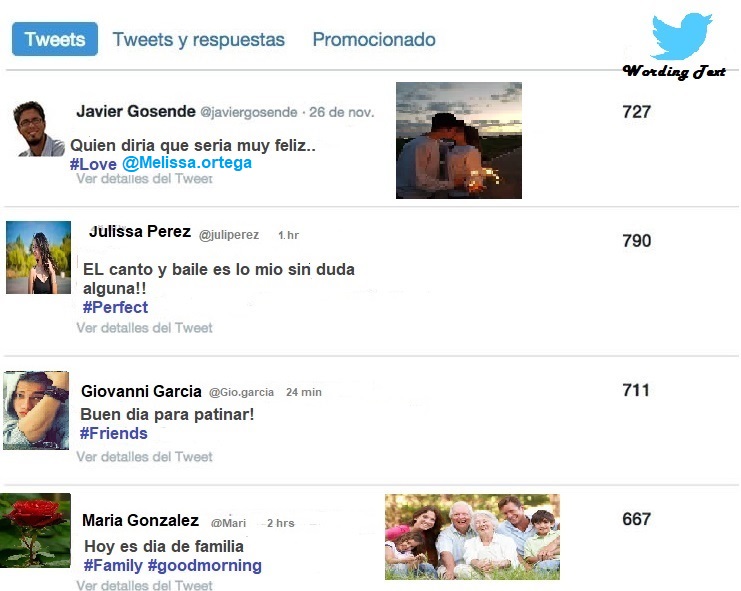 Tweets Tweets y respuestas Promocionado
Wording Text
Javier Gosende @javiergosende · 26 de nov. 727
Quien diria que seria muy feliz..
#Love @Melissa.ortega
Ver detalles del Tweet
Julissa Perez @juliperez 1.hr 790
EL canto y baile es lo mio sin duda
alguna!!
#Perfect
Ver detalles del Tweet
Giovanni Garcia @Gio.garcia 24 min 711
Buen dia para patinar!
#Friends
Ver detalles del Tweet
Maria Gonzalez @Mari 2 hrs 667
Hoy es dia de familia
#Family #goodmorning
Ver detalles del Tweet